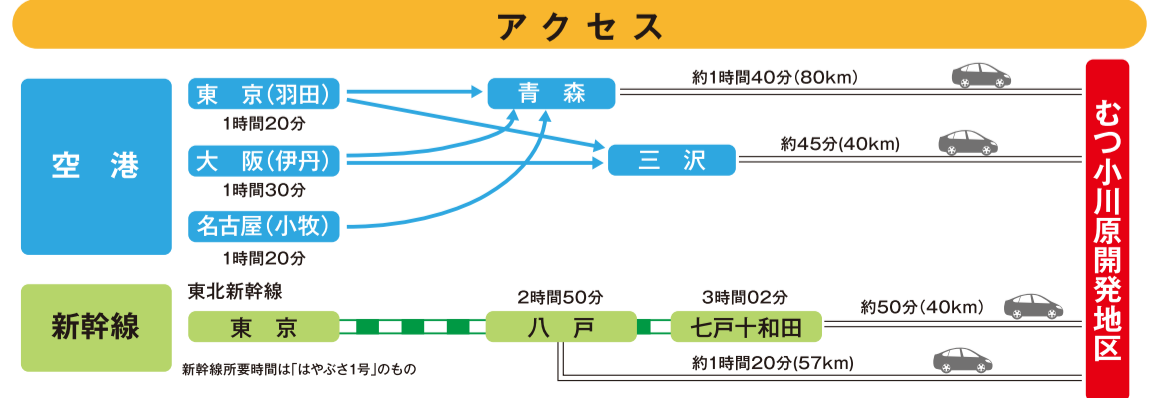 アクセス
空港
東京(羽田)
1時間20分
大阪(伊丹)
1時間30分
名古屋(小牧)
1時間20分
青森
三沢
約1時間40分(80km)
約45分(40km)
新幹線
東北新幹線
東京
2時間50分
八戸
3時間02分
七戸十和田
約50分(40km)
約1時間20分(57km)
新幹線所要時間は「はやぶさ1号」のもの
むつ小川原開発地区